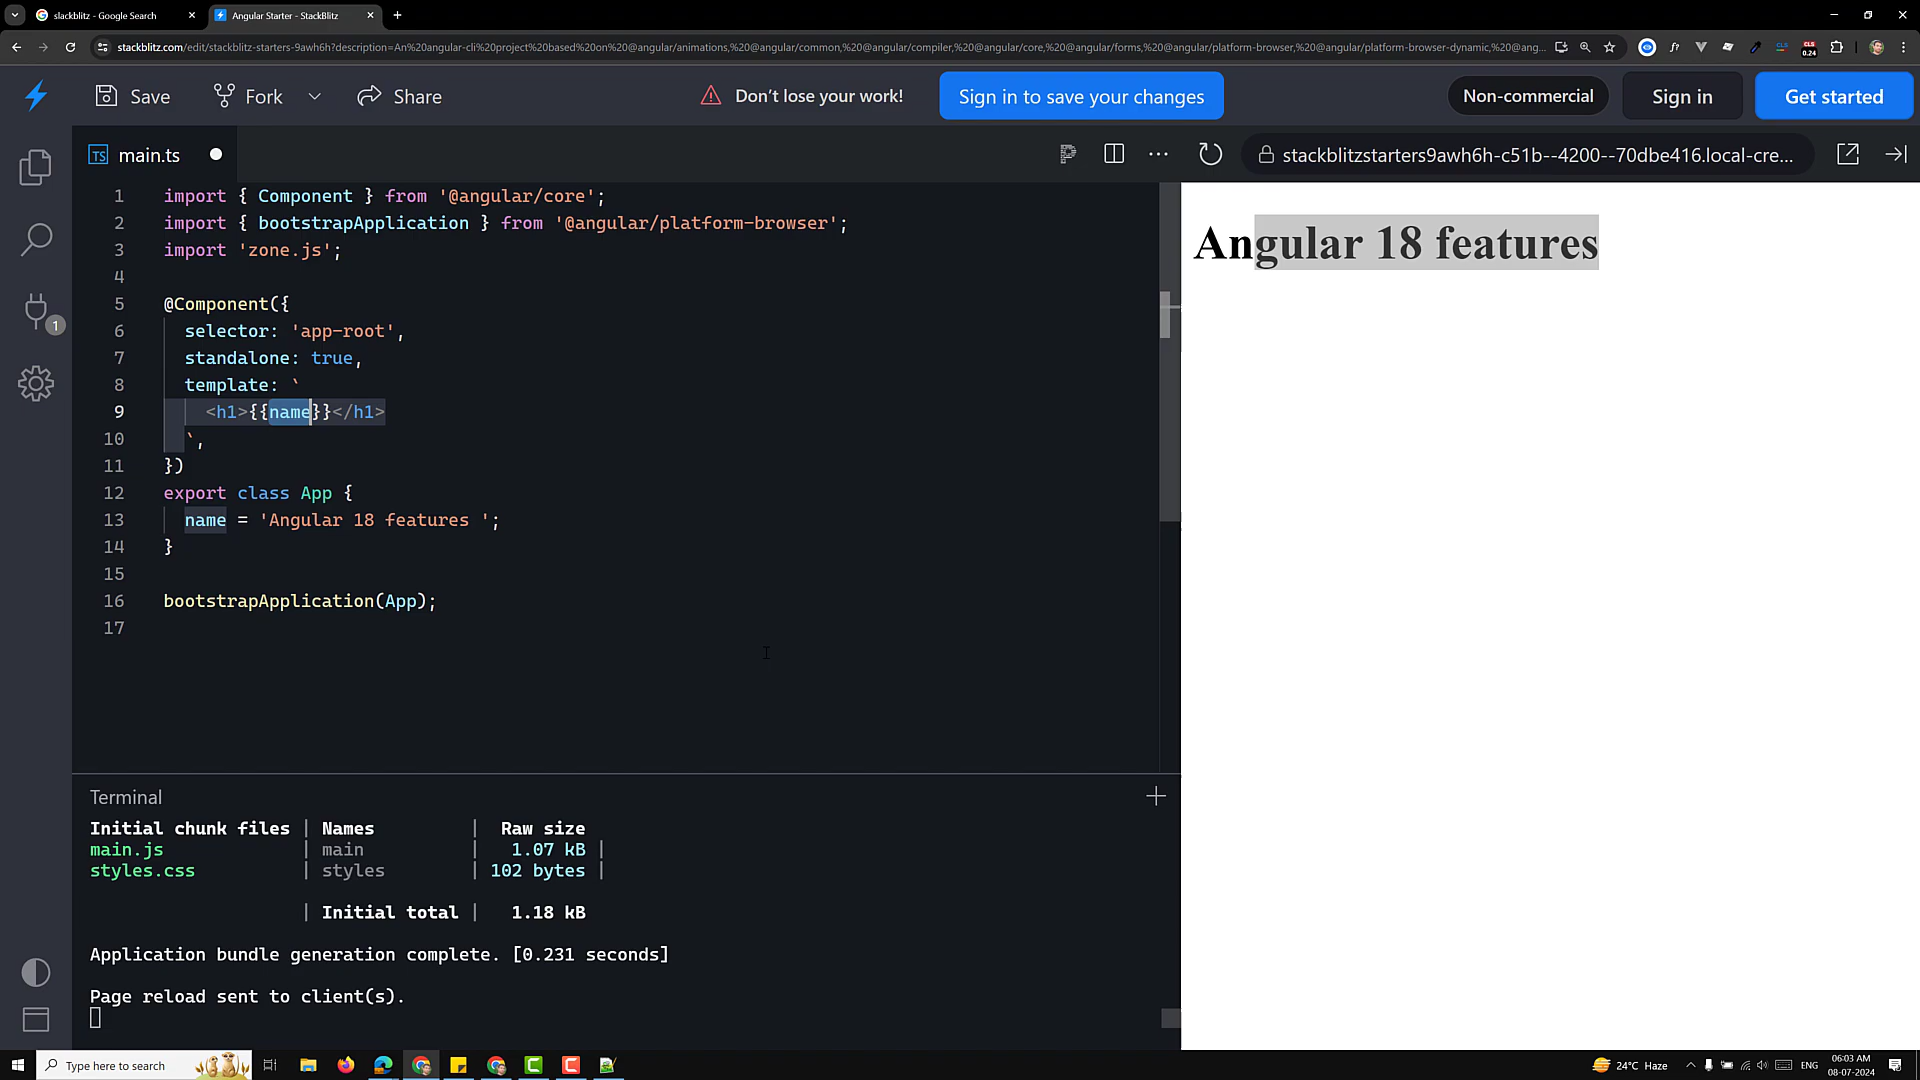 slackblitz - Google Search
Angular Starter - StackBlitz
stackblitz.com/edit/stackblitz-starters-9awh6h?description=An%20angular-cli%20project%20based%20on%20@angular/animations,%20@angular/common,%20@angular/compiler,%20@angular/core,%20@angular/forms,%20@angular/platform-browser,%20@angular/platform-browser-dynamic,%20@ang...
CLS
0.24
Save
Fork
Share
Don't lose your work!
Sign in to save your changes
Non-commercial
Sign in
Get started
TS main.ts
stackblitzstarters9awh6h-c51b--4200--70dbe416.local-cre...
1 import { Component } from '@angular/core';
2 import { bootstrapApplication } from '@angular/platform-browser';
3 import 'zone.js';
4
5 @Component({
6 selector: 'app-root',
7 standalone: true,
8 template: `
9 <h1>{{name}}</h1>
10 `,
11 })
12 export class App {
13 name = 'Angular 18 features ';
14 }
15
16 bootstrapApplication(App);
17
1
Angular 18 features
Terminal
Initial chunk files | Names | Raw size
main.js | main | 1.07 kB |
styles.css | styles | 102 bytes |
| Initial total | 1.18 kB
Application bundle generation complete. [0.231 seconds]
Page reload sent to client(s).
Type here to search
24°C Haze
ENG
06:03 AM
08-07-2024